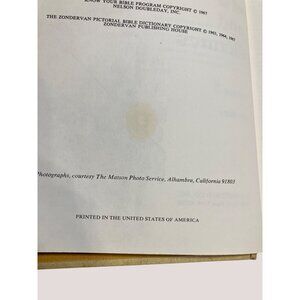 KNOW YOUR BIBLE PROGRAM COPYRIGHT © 1967
NELSON DOUBLEDAY, INC.
THE ZONDERVAN PICTORIAL BIBLE DICTIONARY COPYRIGHT © 1963, 1964, 1967
ZONDERVAN PUBLISHING HOUSE
Photographs, courtesy The Matson Photo Service, Alhambra, California 91803
PRINTED IN THE UNITED STATES OF AMERICA